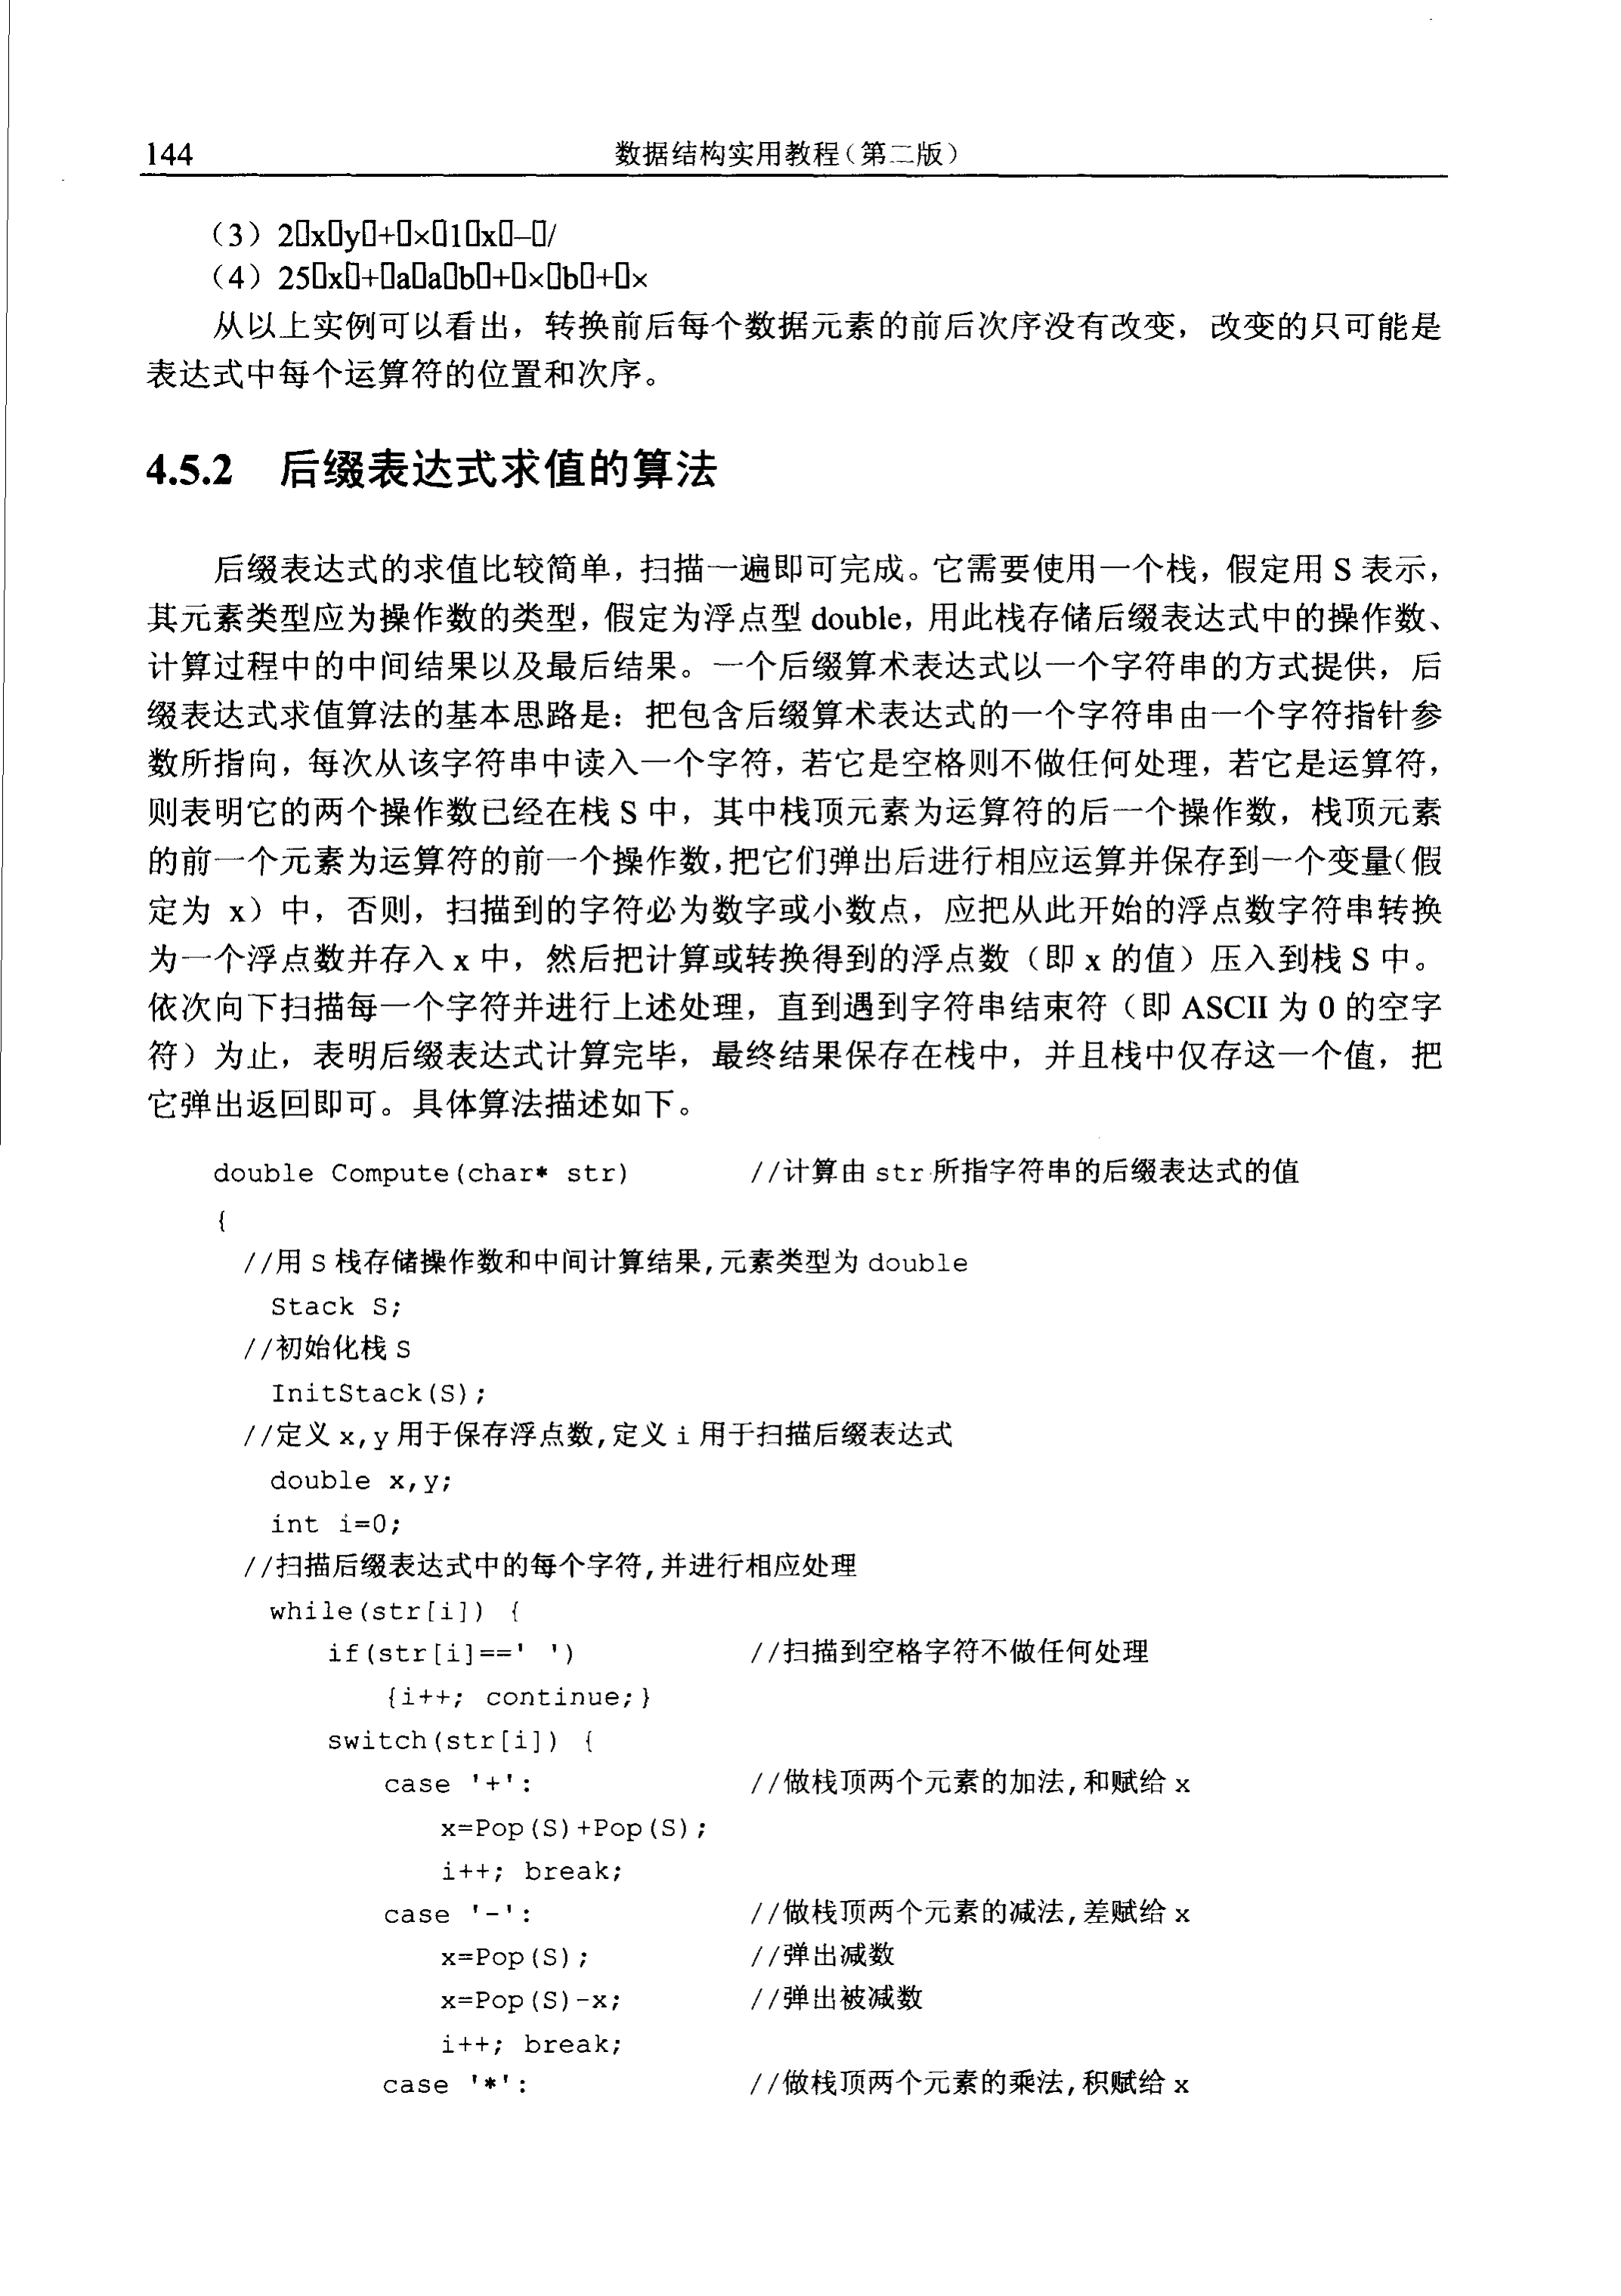 144
数据结构实用教程(第二版)
（3）2▯x▯y▯+▯×▯1▯x▯–▯/
（4）25▯x▯+▯a▯a▯b▯+▯×▯b▯+▯×
从以上实例可以看出，转换前后每个数据元素的前后次序没有改变，改变的只可能是
表达式中每个运算符的位置和次序。
4.5.2 后缀表达式求值的算法
后缀表达式的求值比较简单，扫描一遍即可完成。它需要使用一个栈，假定用 S 表示，
其元素类型应为操作数的类型，假定为浮点型 double，用此栈存储后缀表达式中的操作数、
计算过程中的中间结果以及最后结果。一个后缀算术表达式以一个字符串的方式提供，后
缀表达式求值算法的基本思路是：把包含后缀算术表达式的一个字符串由一个字符指针参
数所指向，每次从该字符串中读入一个字符，若它是空格则不做任何处理，若它是运算符，
则表明它的两个操作数已经在栈 S 中，其中栈顶元素为运算符的后一个操作数，栈顶元素
的前一个元素为运算符的前一个操作数，把它们弹出后进行相应运算并保存到一个变量（假
定为 x）中，否则，扫描到的字符必为数字或小数点，应把从此开始的浮点数字符串转换
为一个浮点数并存入 x 中，然后把计算或转换得到的浮点数（即 x 的值）压入到栈 S 中。
依次向下扫描每一个字符并进行上述处理，直到遇到字符串结束符（即 ASCII 为 0 的空字
符）为止，表明后缀表达式计算完毕，最终结果保存在栈中，并且栈中仅存这一个值，把
它弹出返回即可。具体算法描述如下。
double Compute(char* str) //计算由 str 所指字符串的后缀表达式的值
{
//用 S 栈存储操作数和中间计算结果,元素类型为 double
Stack S;
//初始化栈 S
InitStack(S);
//定义 x,y 用于保存浮点数,定义 i 用于扫描后缀表达式
double x,y;
int i=0;
//扫描后缀表达式中的每个字符,并进行相应处理
while(str[i]) {
if(str[i]==' ') //扫描到空格字符不做任何处理
{i++; continue;}
switch(str[i]) {
case '+': //做栈顶两个元素的加法,和赋给 x
x=Pop(S)+Pop(S);
i++; break;
case '-': //做栈顶两个元素的减法,差赋给 x
x=Pop(S); //弹出减数
x=Pop(S)-x; //弹出被减数
i++; break;
case '*': //做栈顶两个元素的乘法,积赋给 x